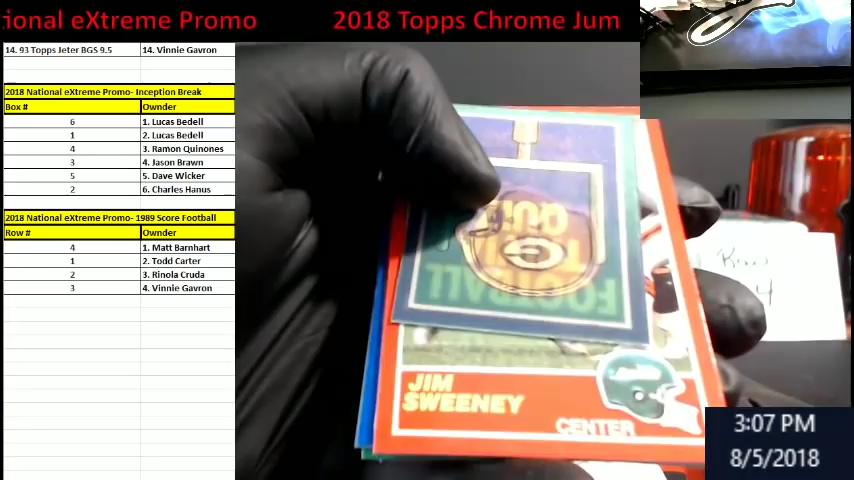 ional eXtreme Promo
2018 Topps Chrome Jum
14. 93 Topps Jeter BGS 9.5
14. Vinnie Gavron
2018 National eXtreme Promo- Inception Break
Box #
Ownder
6
1. Lucas Bedell
1
2. Lucas Bedell
4
3. Ramon Quinones
3
4. Jason Brawn
5
5. Dave Wicker
2
6. Charles Hanus
2018 National eXtreme Promo- 1989 Score Football
Row #
Ownder
4
1. Matt Barnhart
1
2. Todd Carter
2
3. Rinola Cruda
3
4. Vinnie Gavron
FOOTBALL
JIM
SWEENEY
CENTER
4
3:07 PM
8/5/2018